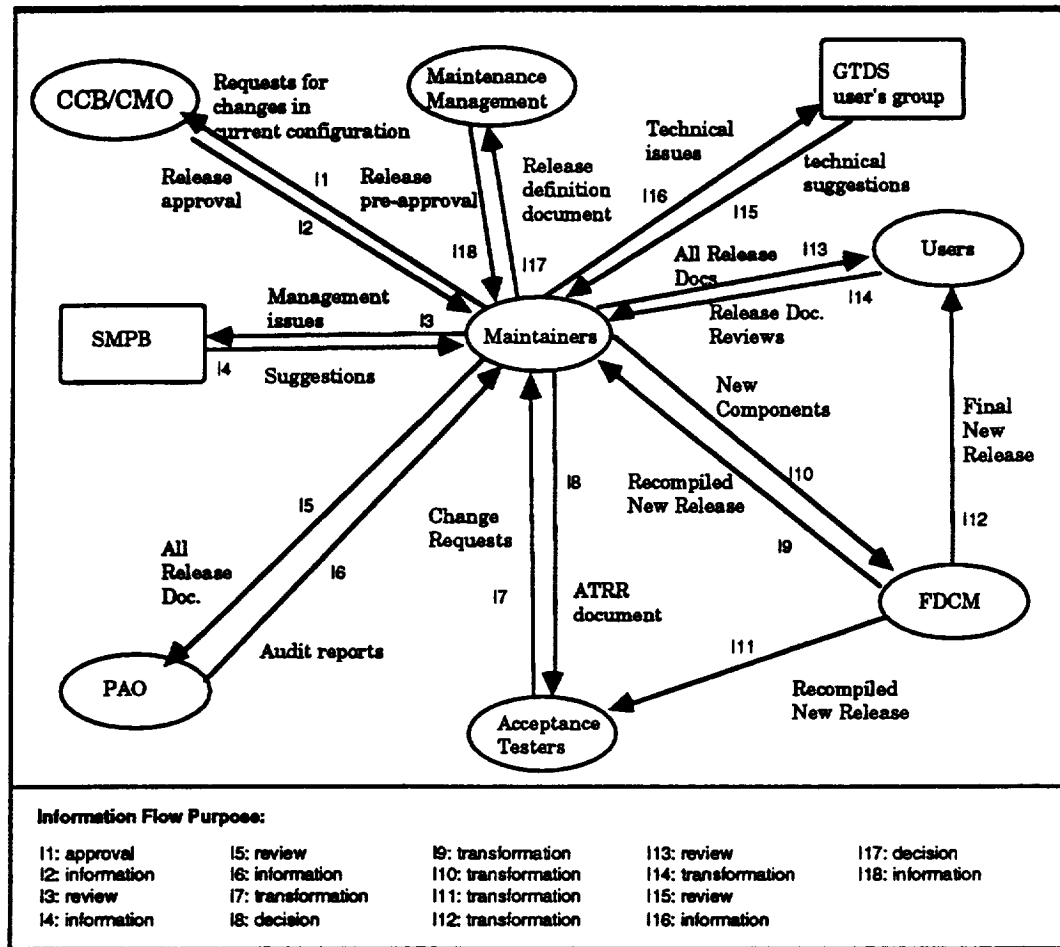 CCB/CMO
Requests for
changes in
current configuration
Maintenance
Management
GTDS
user's group
Release
approval
I1
I2
Release
pre-approval
Release
definition
document
I18
I17
Technical
issues
I16
technical
suggestions
I15
All Release
Docs
I13
Users
I14
Release Doc.
Reviews
Management
issues
I3
SMPB
I4
Suggestions
Maintainers
New
Components
Final
New
Release
I5
I6
All
Release
Doc.
Change
Requests
I7
I8
Recompiled
New Release
I10
I9
I12
ATRR
document
FDCM
I11
PAO
Audit reports
Acceptance
Testers
Recompiled
New Release
Information Flow Purpose:
I1: approval
I2: information
I3: review
I4: information
I5: review
I6: information
I7: transformation
I8: decision
I9: transformation
I10: transformation
I11: transformation
I12: transformation
I13: review
I14: transformation
I15: review
I16: information
I17: decision
I18: information